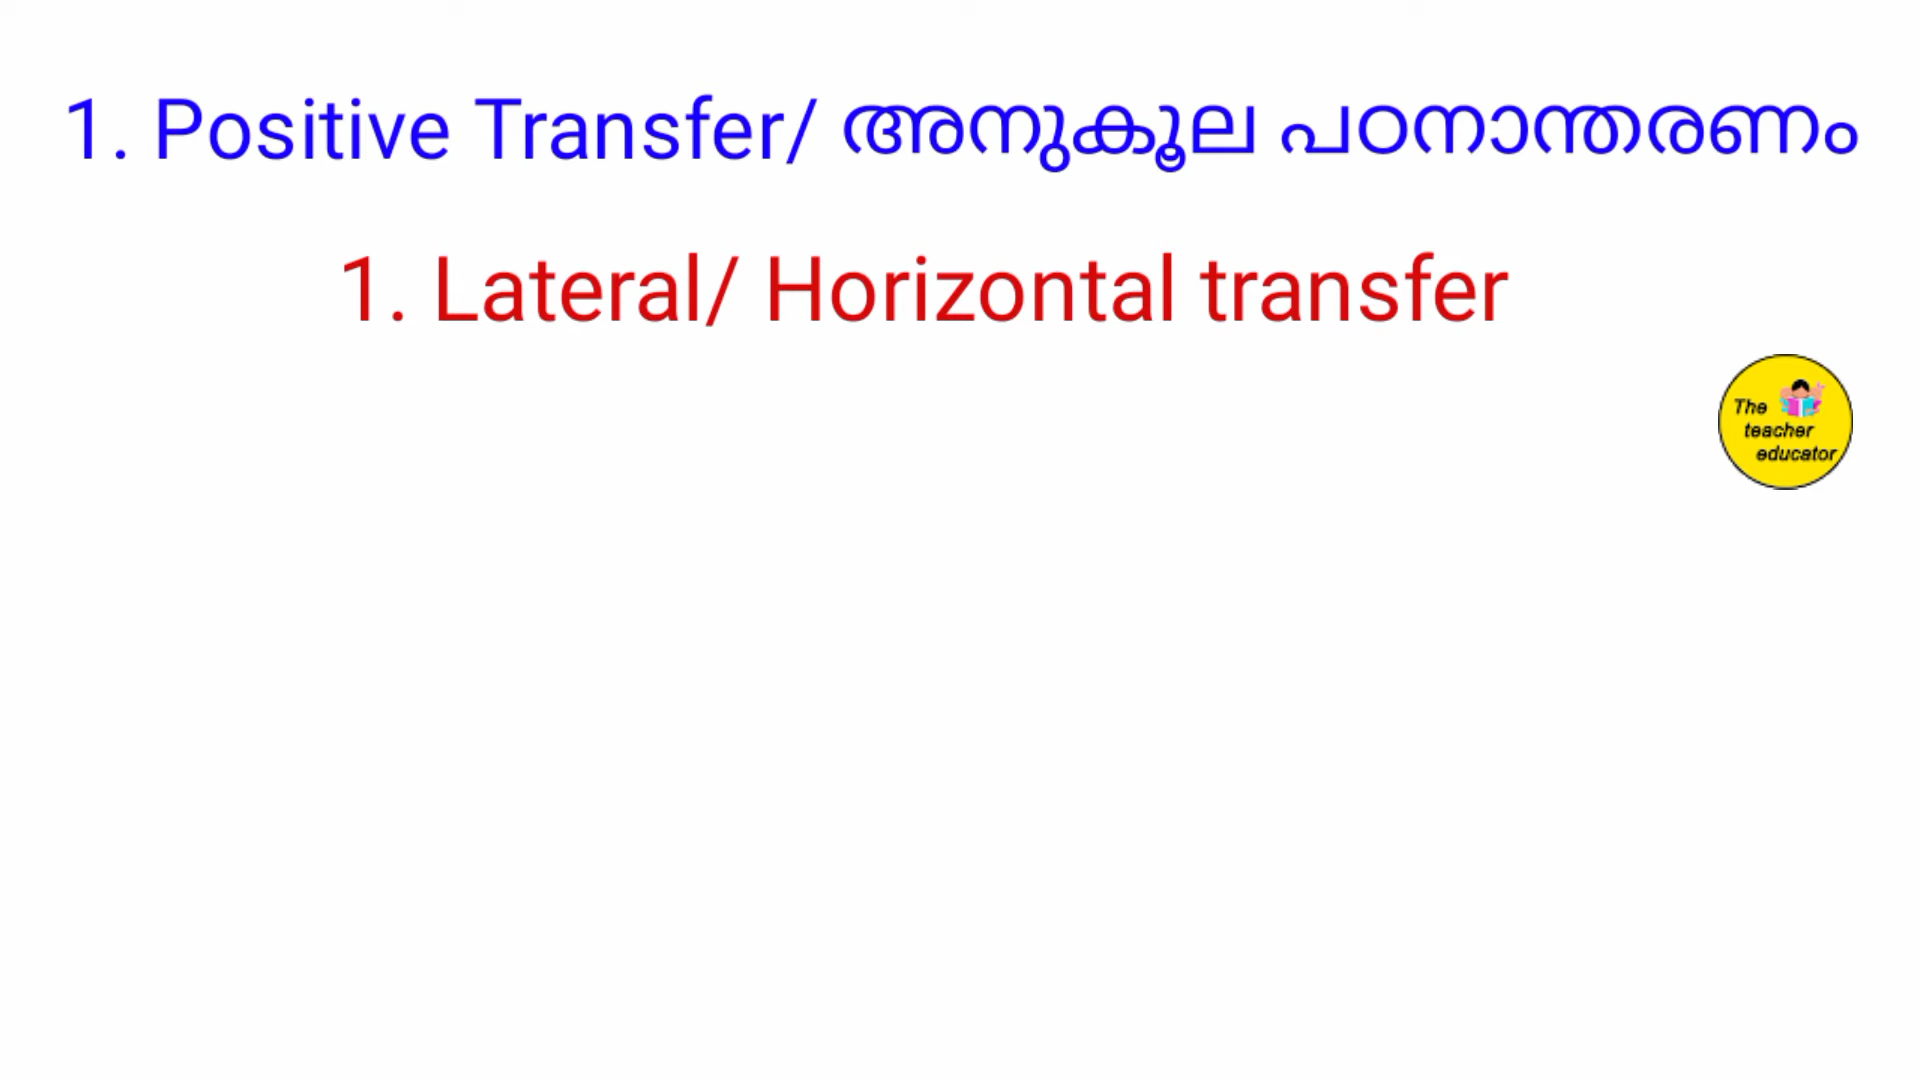 1. Positive Transfer/ അനുകൂല പഠനാന്തരണം
1. Lateral/ Horizontal transfer
The
teacher
educator